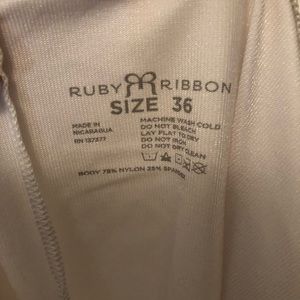 RUBY RIBBON
SIZE 36
MADE IN
NICARAGUA
RN 137377
MACHINE WASH COLD
DO NOT BLEACH
LAY FLAT TO DRY
DO NOT IRON
DO NOT DRY CLEAN
BODY 75% NYLON 25% SPANDEX